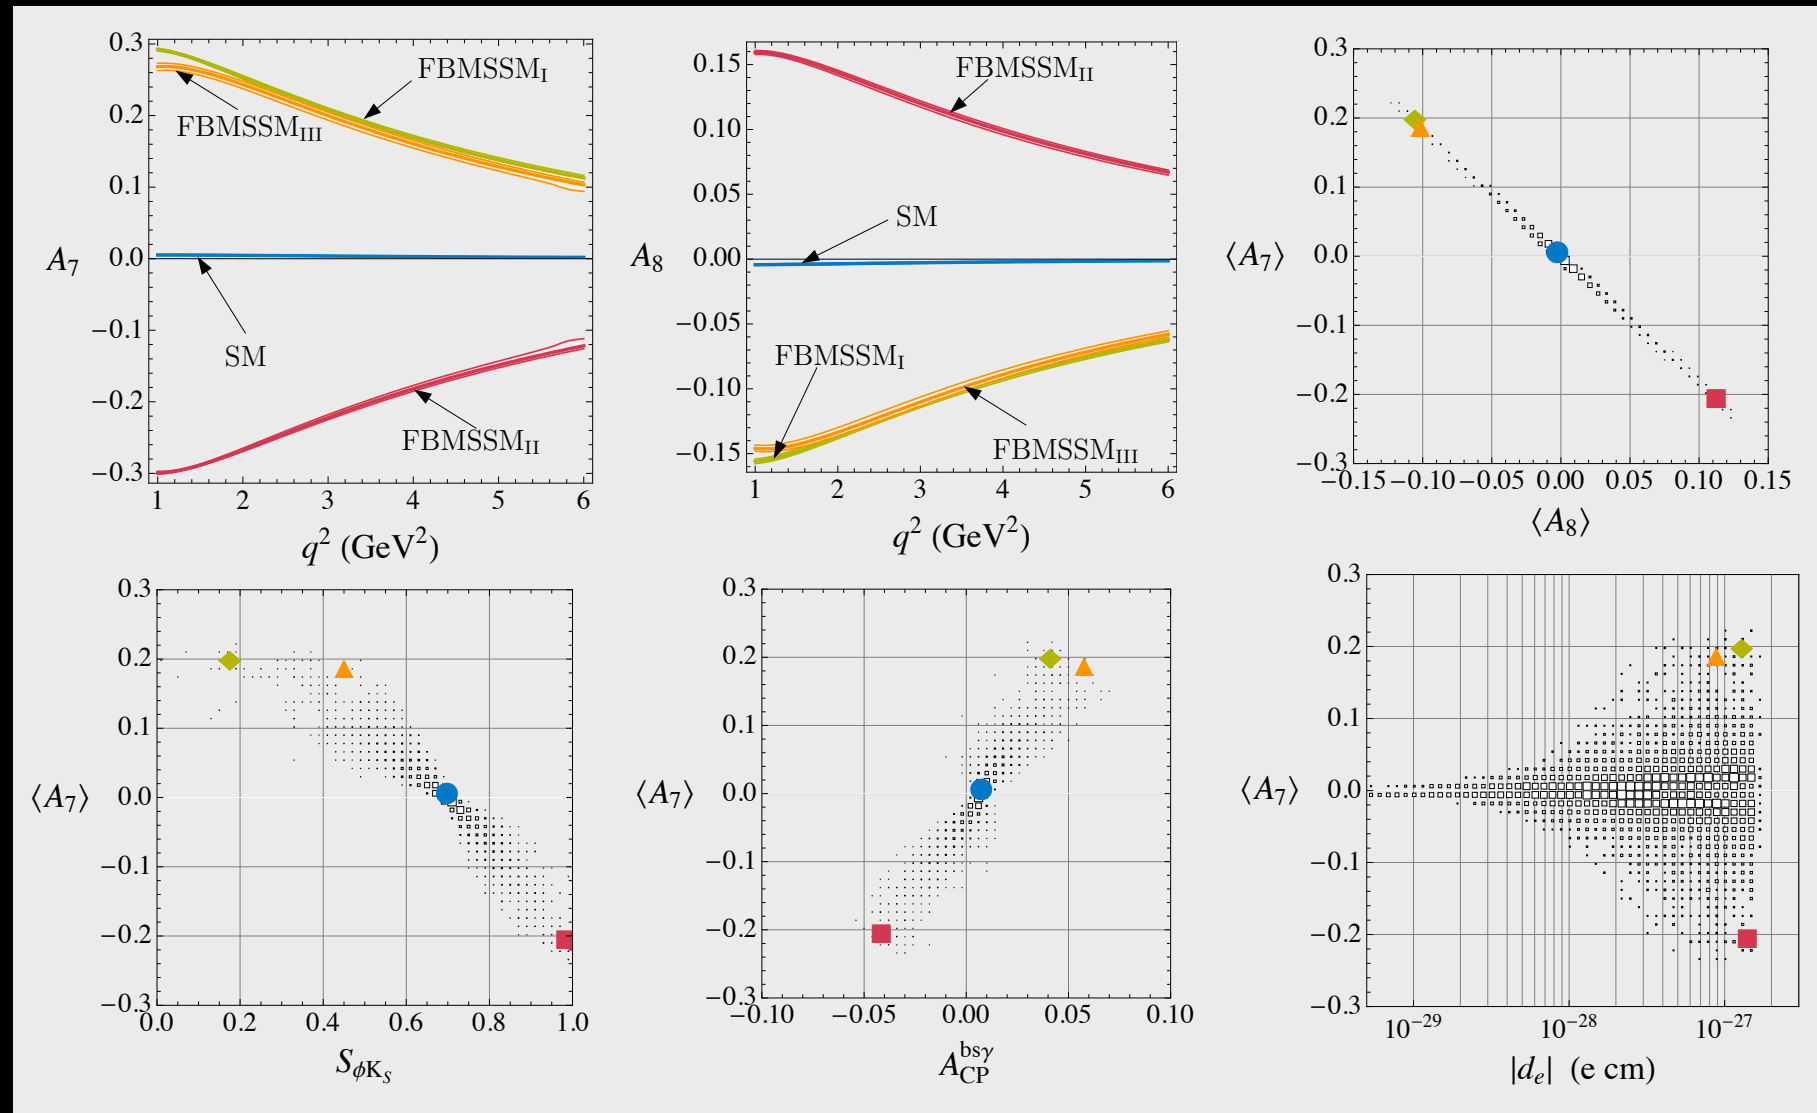 0.3
0.2
0.1
0.0
−0.1
−0.2
−0.3
A7
FBMSSMI
FBMSSMIII
SM
FBMSSMII
1 2 3 4 5 6
q² (GeV²)
0.15
0.10
0.05
0.00
−0.05
−0.10
−0.15
A8
FBMSSMII
SM
FBMSSMI
FBMSSMIII
1 2 3 4 5 6
q² (GeV²)
0.3
0.2
0.1
0.0
−0.1
−0.2
−0.3
⟨A7⟩
−0.15 −0.10 −0.05 0.00 0.05 0.10 0.15
⟨A8⟩
0.3
0.2
0.1
0.0
−0.1
−0.2
−0.3
⟨A7⟩
0.0 0.2 0.4 0.6 0.8 1.0
SϕKS
0.3
0.2
0.1
0.0
−0.1
−0.2
−0.3
⟨A7⟩
−0.10 −0.05 0.00 0.05 0.10
A CP bsγ
0.3
0.2
0.1
0.0
−0.1
−0.2
−0.3
⟨A7⟩
10⁻²⁹ 10⁻²⁸ 10⁻²⁷
|de| (e cm)